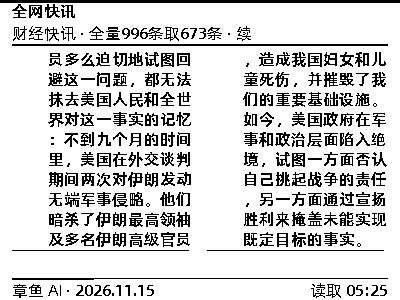 全网快讯
财经快讯 · 全量996条取673条 · 续
员多么迫切地试图回
避这一问题，都无法
抹去美国人民和全世
界对这一事实的记忆
：不到九个月的时间
里，美国在外交谈判
期间两次对伊朗发动
无端军事侵略。他们
暗杀了伊朗最高领袖
及多名伊朗高级官员
，造成我国妇女和儿
童死伤，并摧毁了我
们的重要基础设施。
如今，美国政府在军
事和政治层面陷入绝
境，试图一方面否认
自己挑起战争的责任
，另一方面通过宣扬
胜利来掩盖未能实现
既定目标的事实。
章鱼 AI · 2026.11.15
读取 05:25